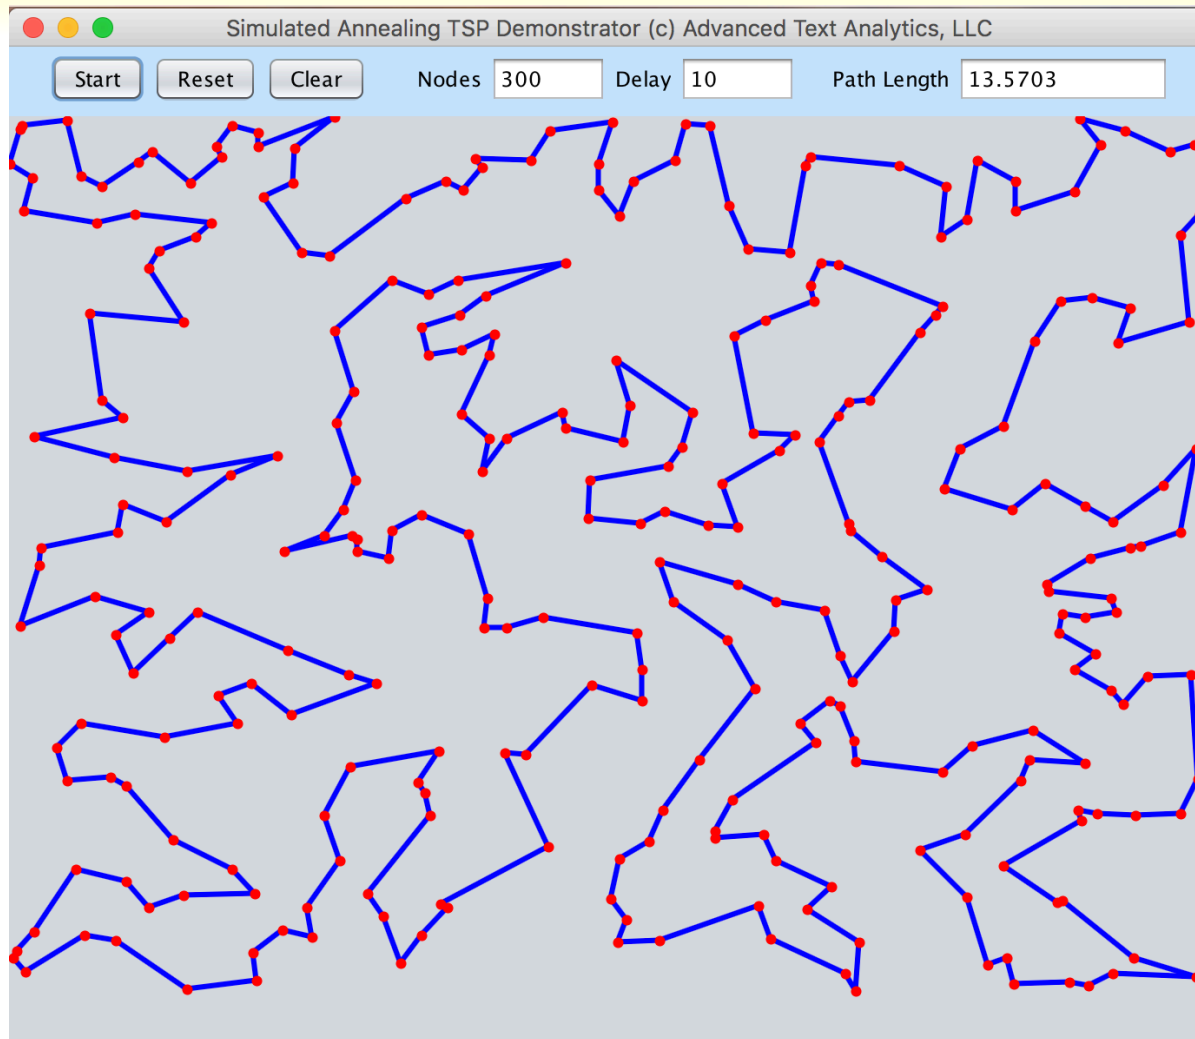 Simulated Annealing TSP Demonstrator (c) Advanced Text Analytics, LLC
Start Reset Clear Nodes 300 Delay 10 Path Length 13.5703